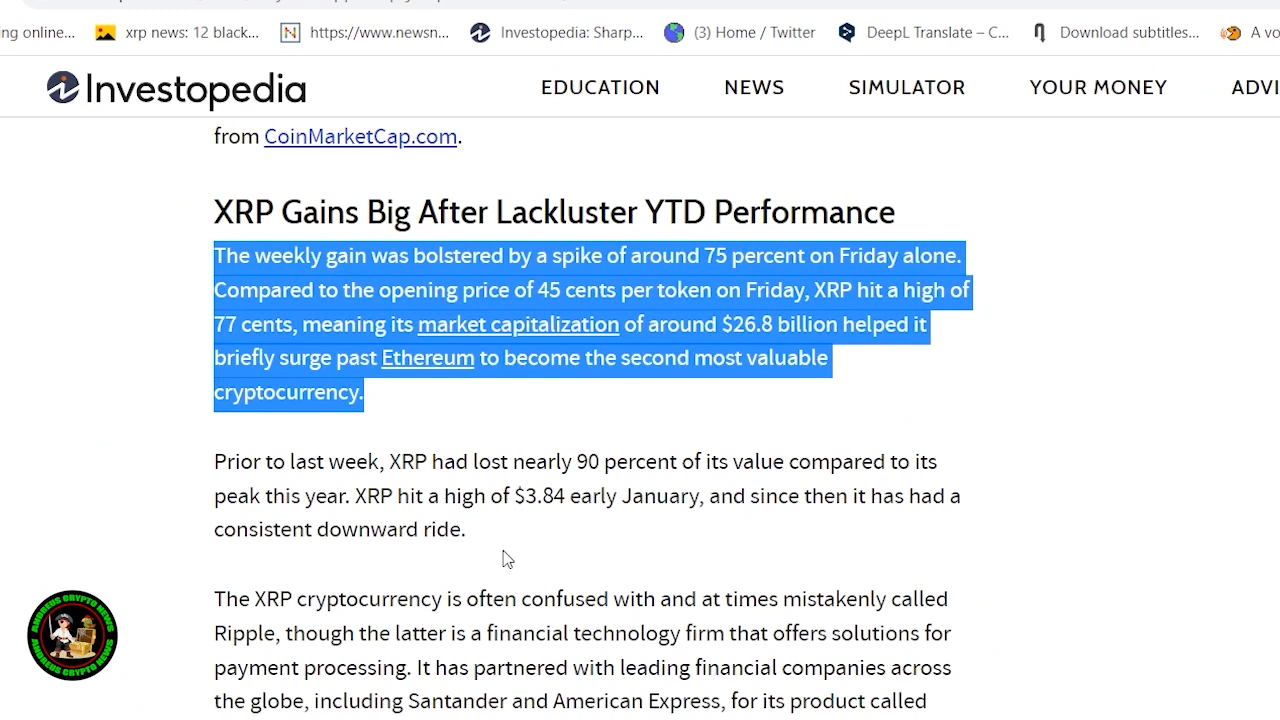 ng online...
xrp news: 12 black...
https://www.newsn...
Investopedia: Sharp...
(3) Home / Twitter
DeepL Translate – C...
Download subtitles...
A vo
Investopedia
EDUCATION
NEWS
SIMULATOR
YOUR MONEY
ADVI
from CoinMarketCap.com.
XRP Gains Big After Lackluster YTD Performance
The weekly gain was bolstered by a spike of around 75 percent on Friday alone.
Compared to the opening price of 45 cents per token on Friday, XRP hit a high of
77 cents, meaning its market capitalization of around $26.8 billion helped it
briefly surge past Ethereum to become the second most valuable
cryptocurrency.
Prior to last week, XRP had lost nearly 90 percent of its value compared to its
peak this year. XRP hit a high of $3.84 early January, and since then it has had a
consistent downward ride.
The XRP cryptocurrency is often confused with and at times mistakenly called
Ripple, though the latter is a financial technology firm that offers solutions for
payment processing. It has partnered with leading financial companies across
the globe, including Santander and American Express, for its product called
ANDREUS CRYPTO NEWS
ANDREUS CRYPTO NEWS